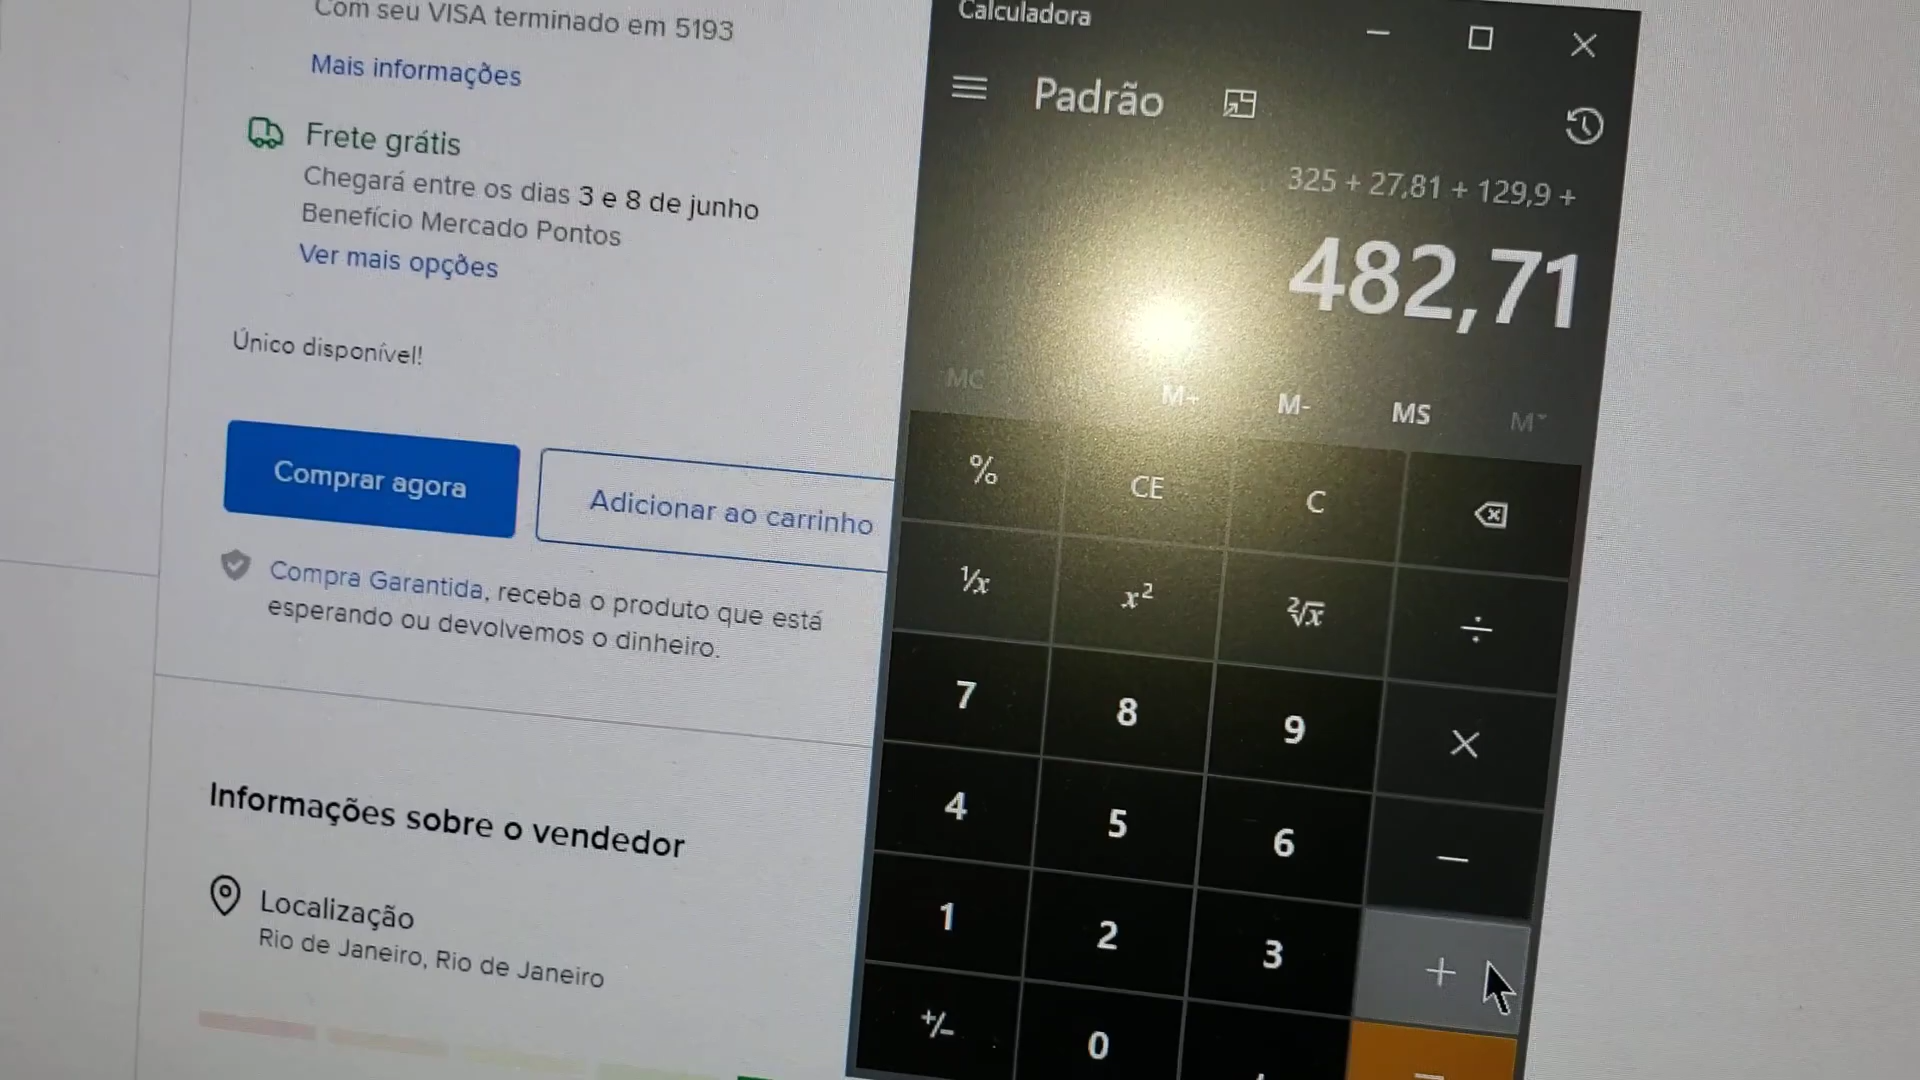 Com seu VISA terminado em 5193
Mais informações
Frete grátis
Chegará entre os dias 3 e 8 de junho
Benefício Mercado Pontos
Ver mais opções
Único disponível!
Comprar agora
Adicionar ao carrinho
Compra Garantida, receba o produto que está
esperando ou devolvemos o dinheiro.
Informações sobre o vendedor
Localização
Rio de Janeiro, Rio de Janeiro
Calculadora
Padrão
325 + 27,81 + 129,9 +
482,71
MC M+ M- MS M˅
% CE C
¹/x x² ²√x ÷
7 8 9 ×
4 5 6 −
1 2 3 +
+/− 0 ,
=